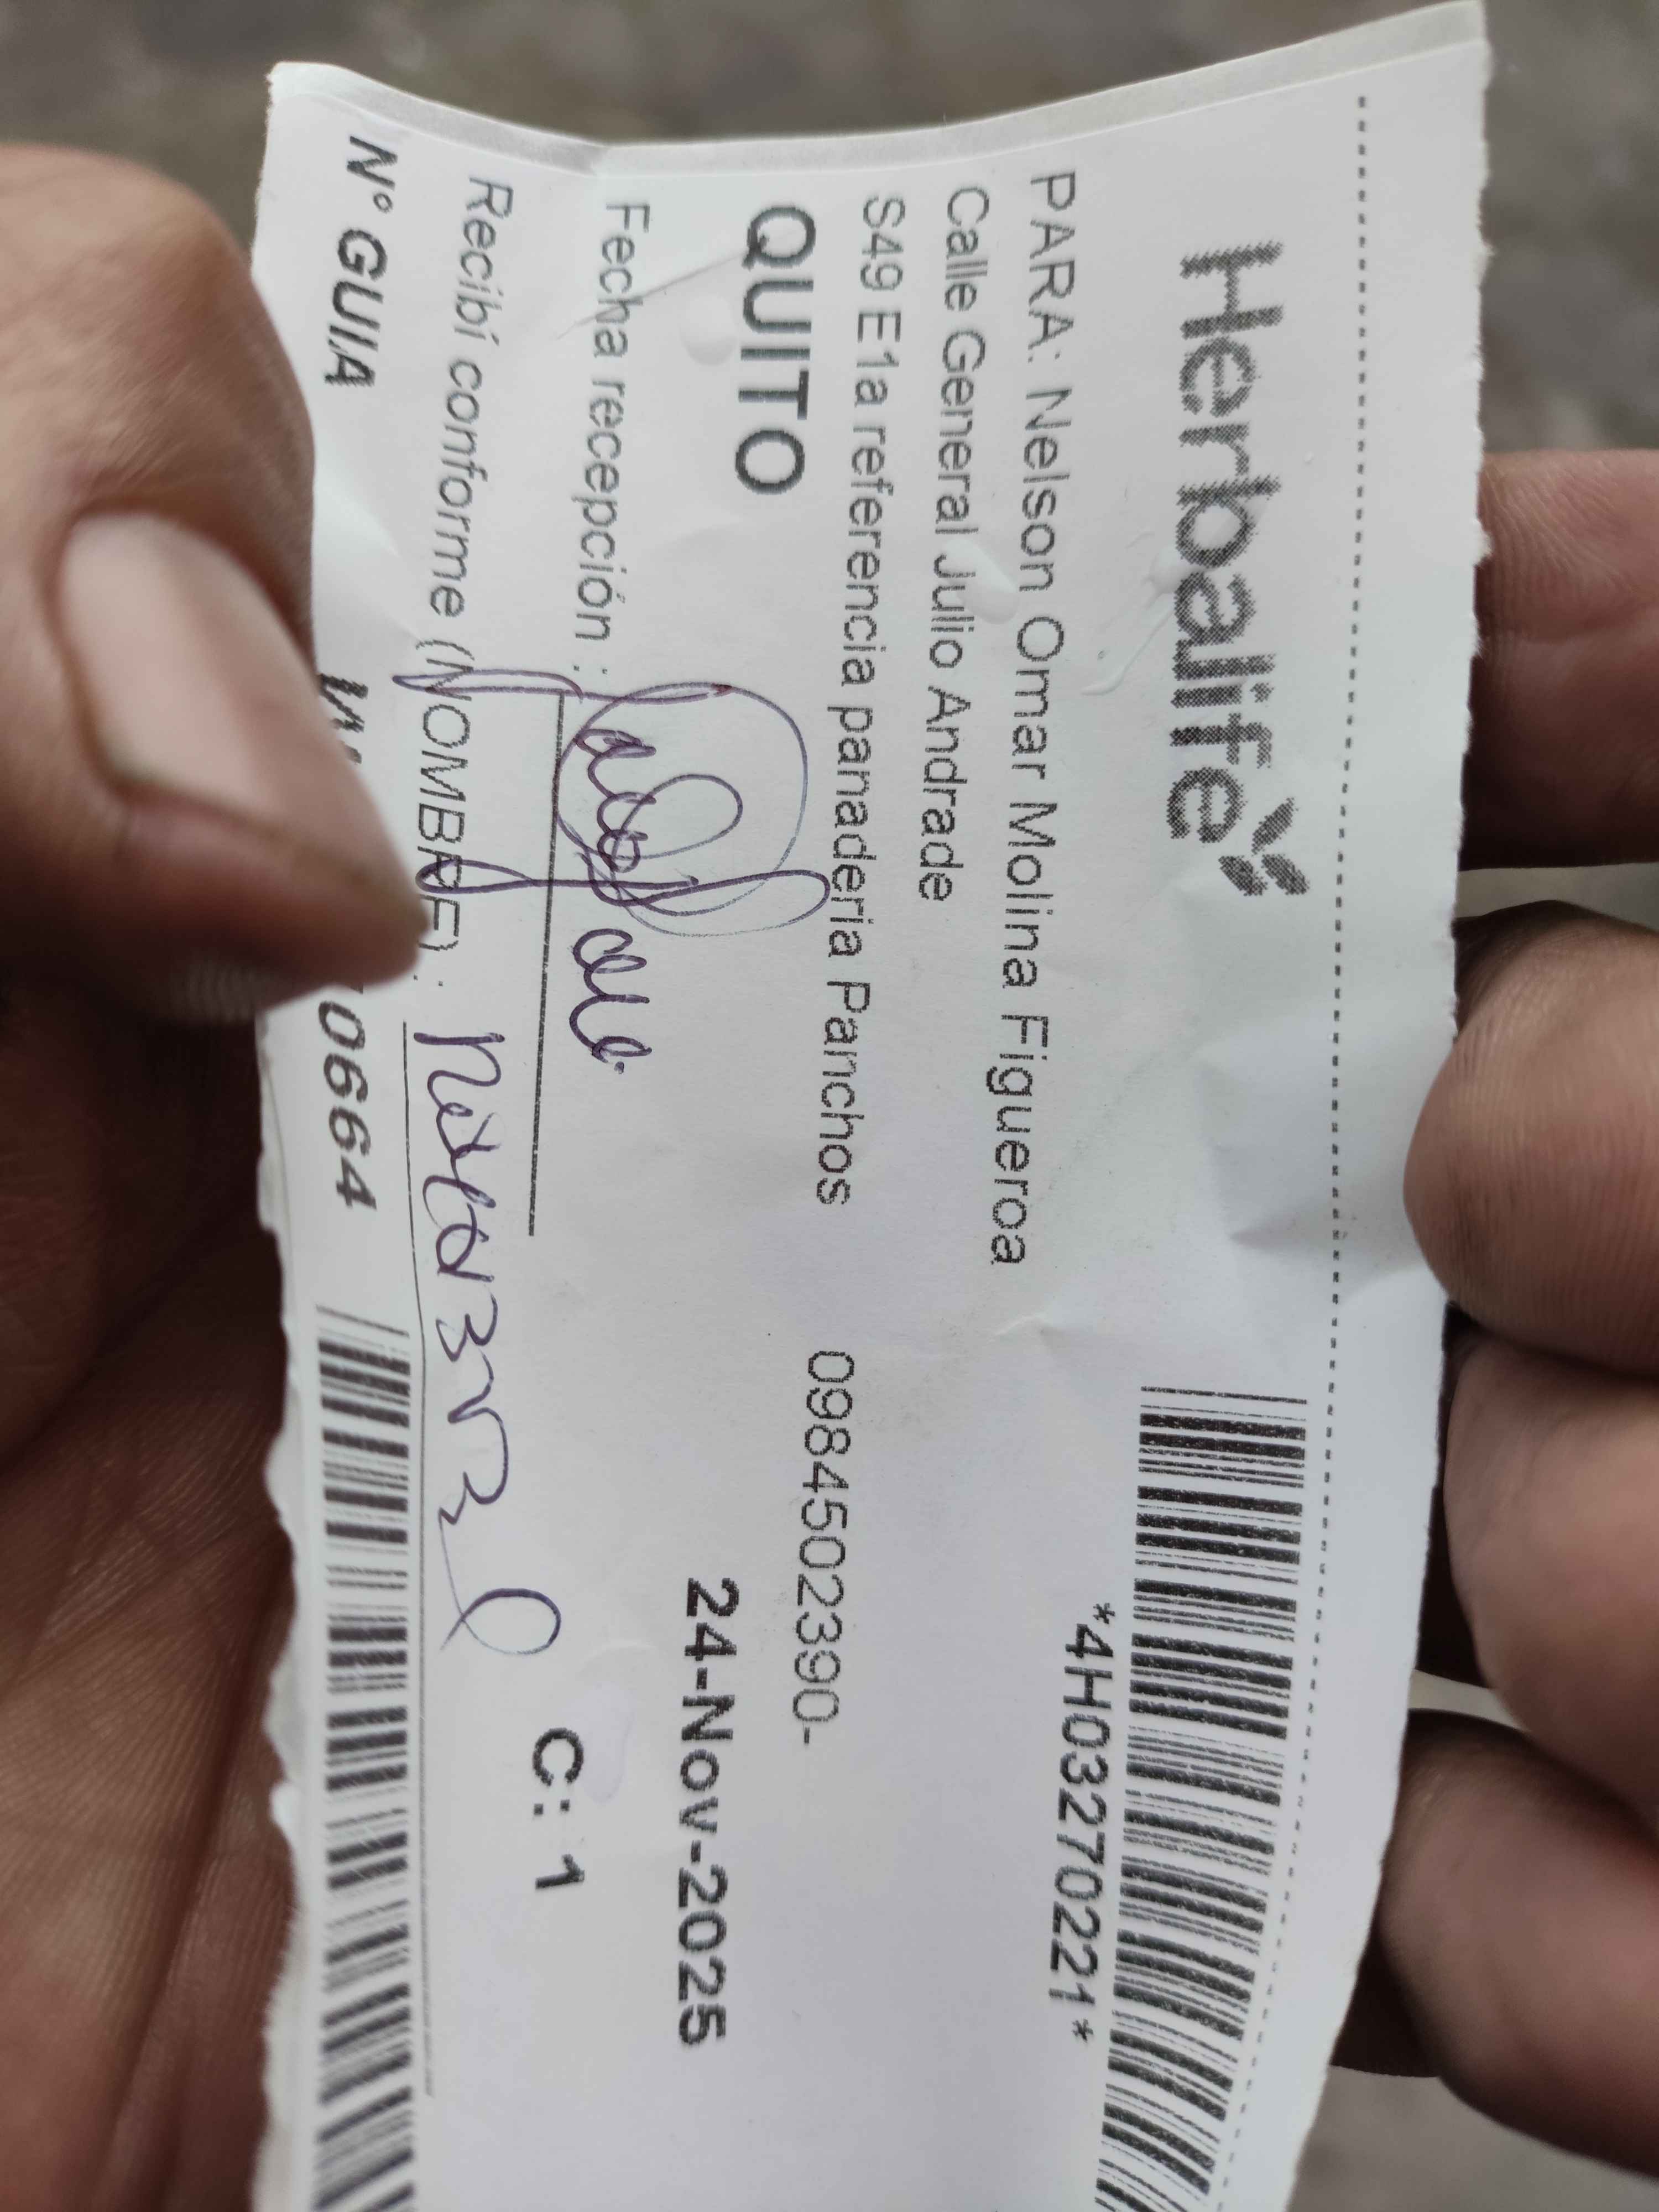 Herbalife
*4H03270221*
PARA: Nelson Omar Molina Figueroa
Calle General Julio Andrade
S49 E1a referencia panaderia Panchos 0984502390-
QUITO
24-Nov-2025
Fecha recepción :
C: 1
Recibí conforme (NOMBRE) :
N° GUIA 0664